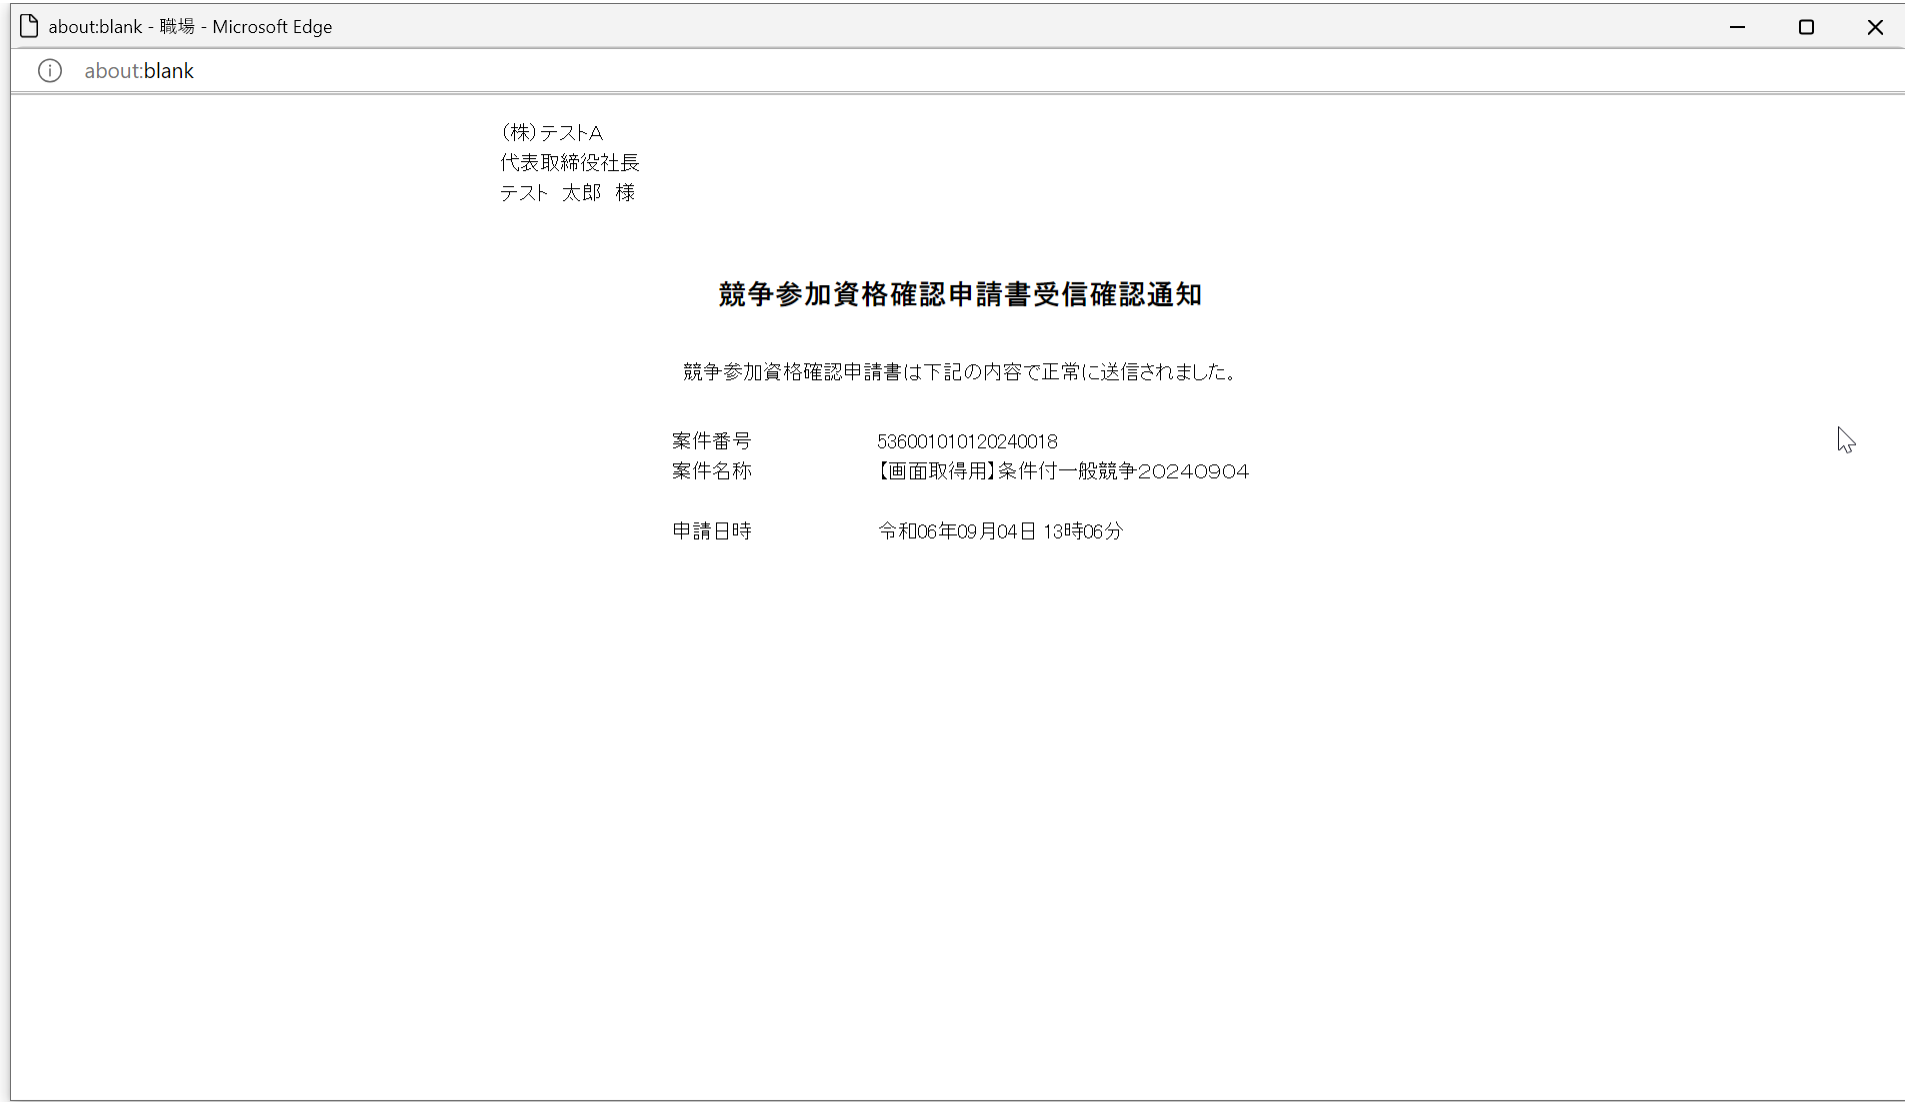 about:blank - 職場 - Microsoft Edge
about:blank
（株）テストＡ
代表取締役社長
テスト　太郎　様
競争参加資格確認申請書受信確認通知
競争参加資格確認申請書は下記の内容で正常に送信されました。
案件番号 536001010120240018
案件名称 【画面取得用】条件付一般競争２０２４０９０４
申請日時 令和06年09月04日 13時06分